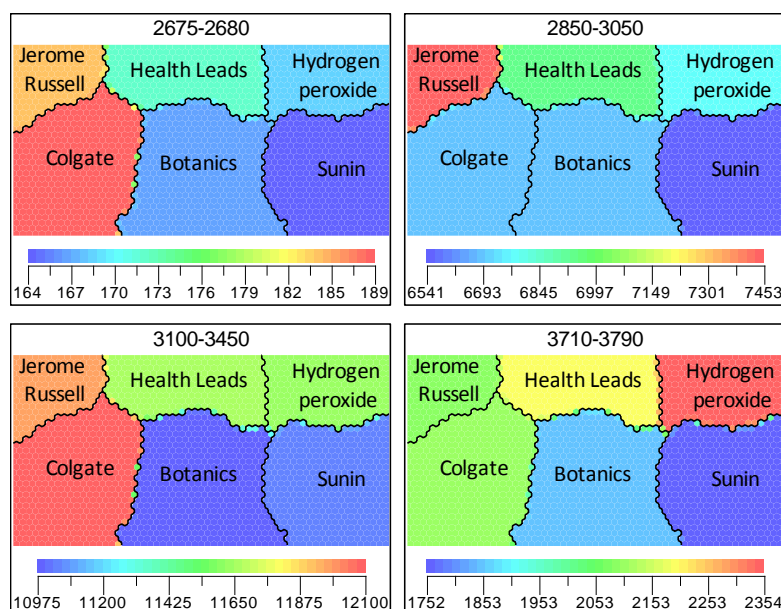 2675-2680
Jerome
Russell
Health Leads
Hydrogen
peroxide
Colgate
Botanics
Sunin
164 167 170 173 176 179 182 185 189
2850-3050
Jerome
Russell
Health Leads
Hydrogen
peroxide
Colgate
Botanics
Sunin
6541 6693 6845 6997 7149 7301 7453
3100-3450
Jerome
Russell
Health Leads
Hydrogen
peroxide
Colgate
Botanics
Sunin
10975 11200 11425 11650 11875 12100
3710-3790
Jerome
Russell
Health Leads
Hydrogen
peroxide
Colgate
Botanics
Sunin
1752 1853 1953 2053 2153 2253 2354